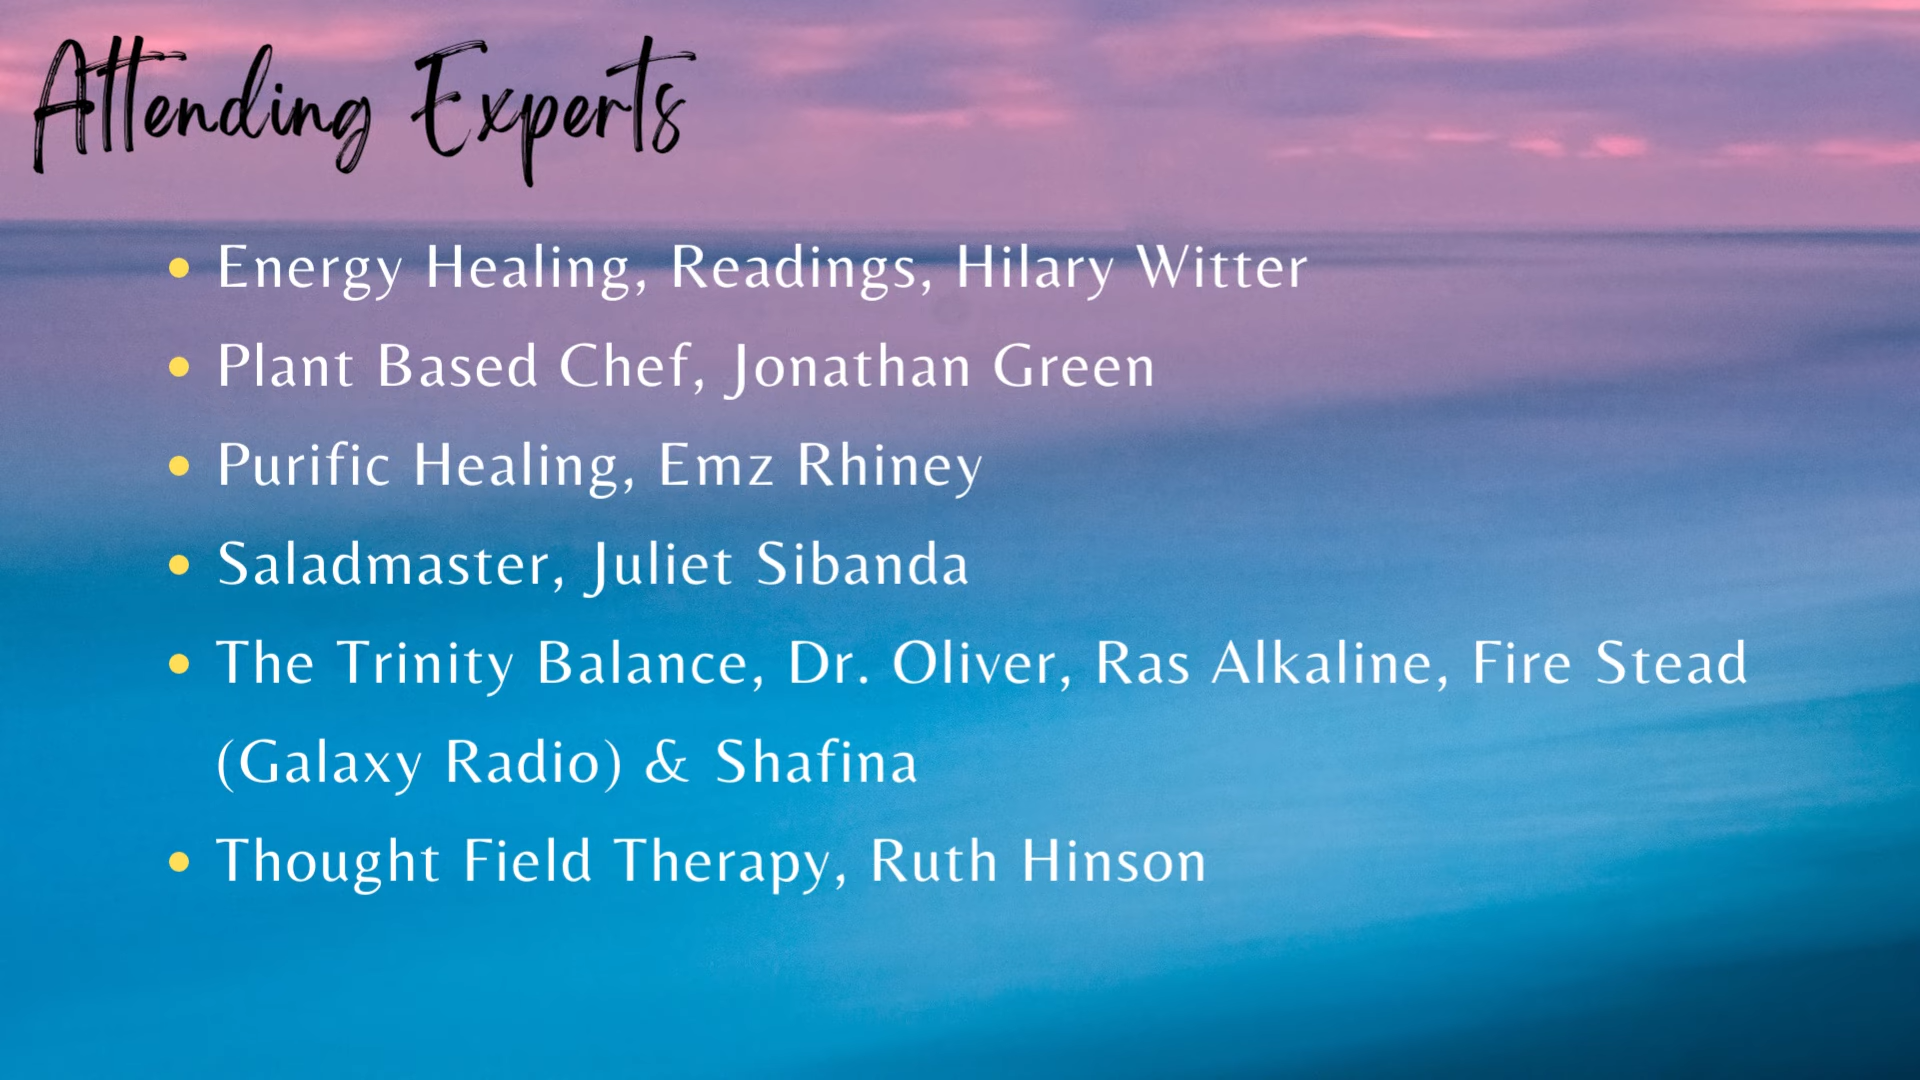 Attending Experts
• Energy Healing, Readings, Hilary Witter
• Plant Based Chef, Jonathan Green
• Purific Healing, Emz Rhiney
• Saladmaster, Juliet Sibanda
• The Trinity Balance, Dr. Oliver, Ras Alkaline, Fire Stead
(Galaxy Radio) & Shafina
• Thought Field Therapy, Ruth Hinson